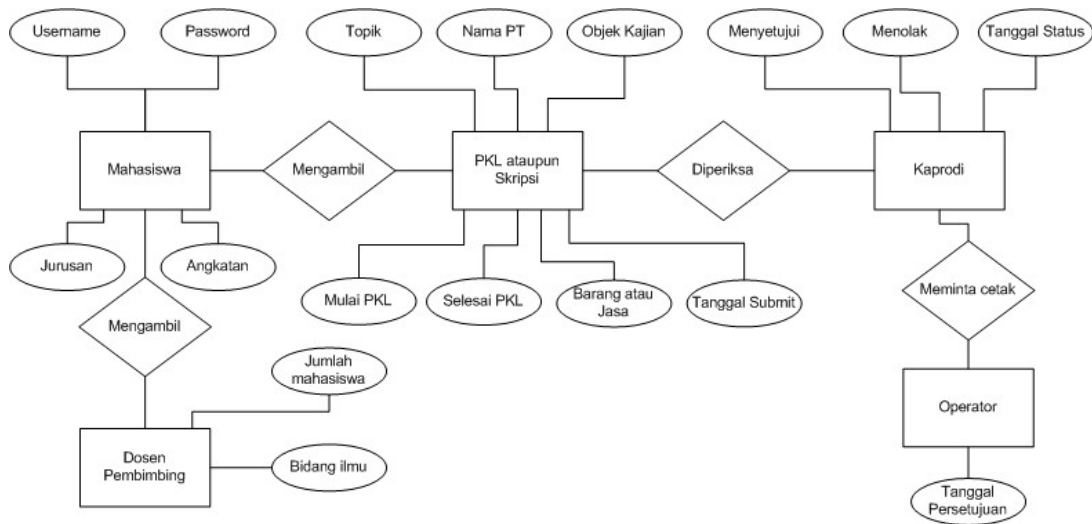 Username
Password
Topik
Nama PT
Objek Kajian
Menyetujui
Menolak
Tanggal Status
Mahasiswa
Mengambil
PKL ataupun
Skripsi
Diperiksa
Kaprodi
Jurusan
Angkatan
Mulai PKL
Selesai PKL
Barang atau
Jasa
Tanggal Submit
Meminta cetak
Mengambil
Jumlah
mahasiswa
Operator
Dosen
Pembimbing
Bidang ilmu
Tanggal
Persetujuan